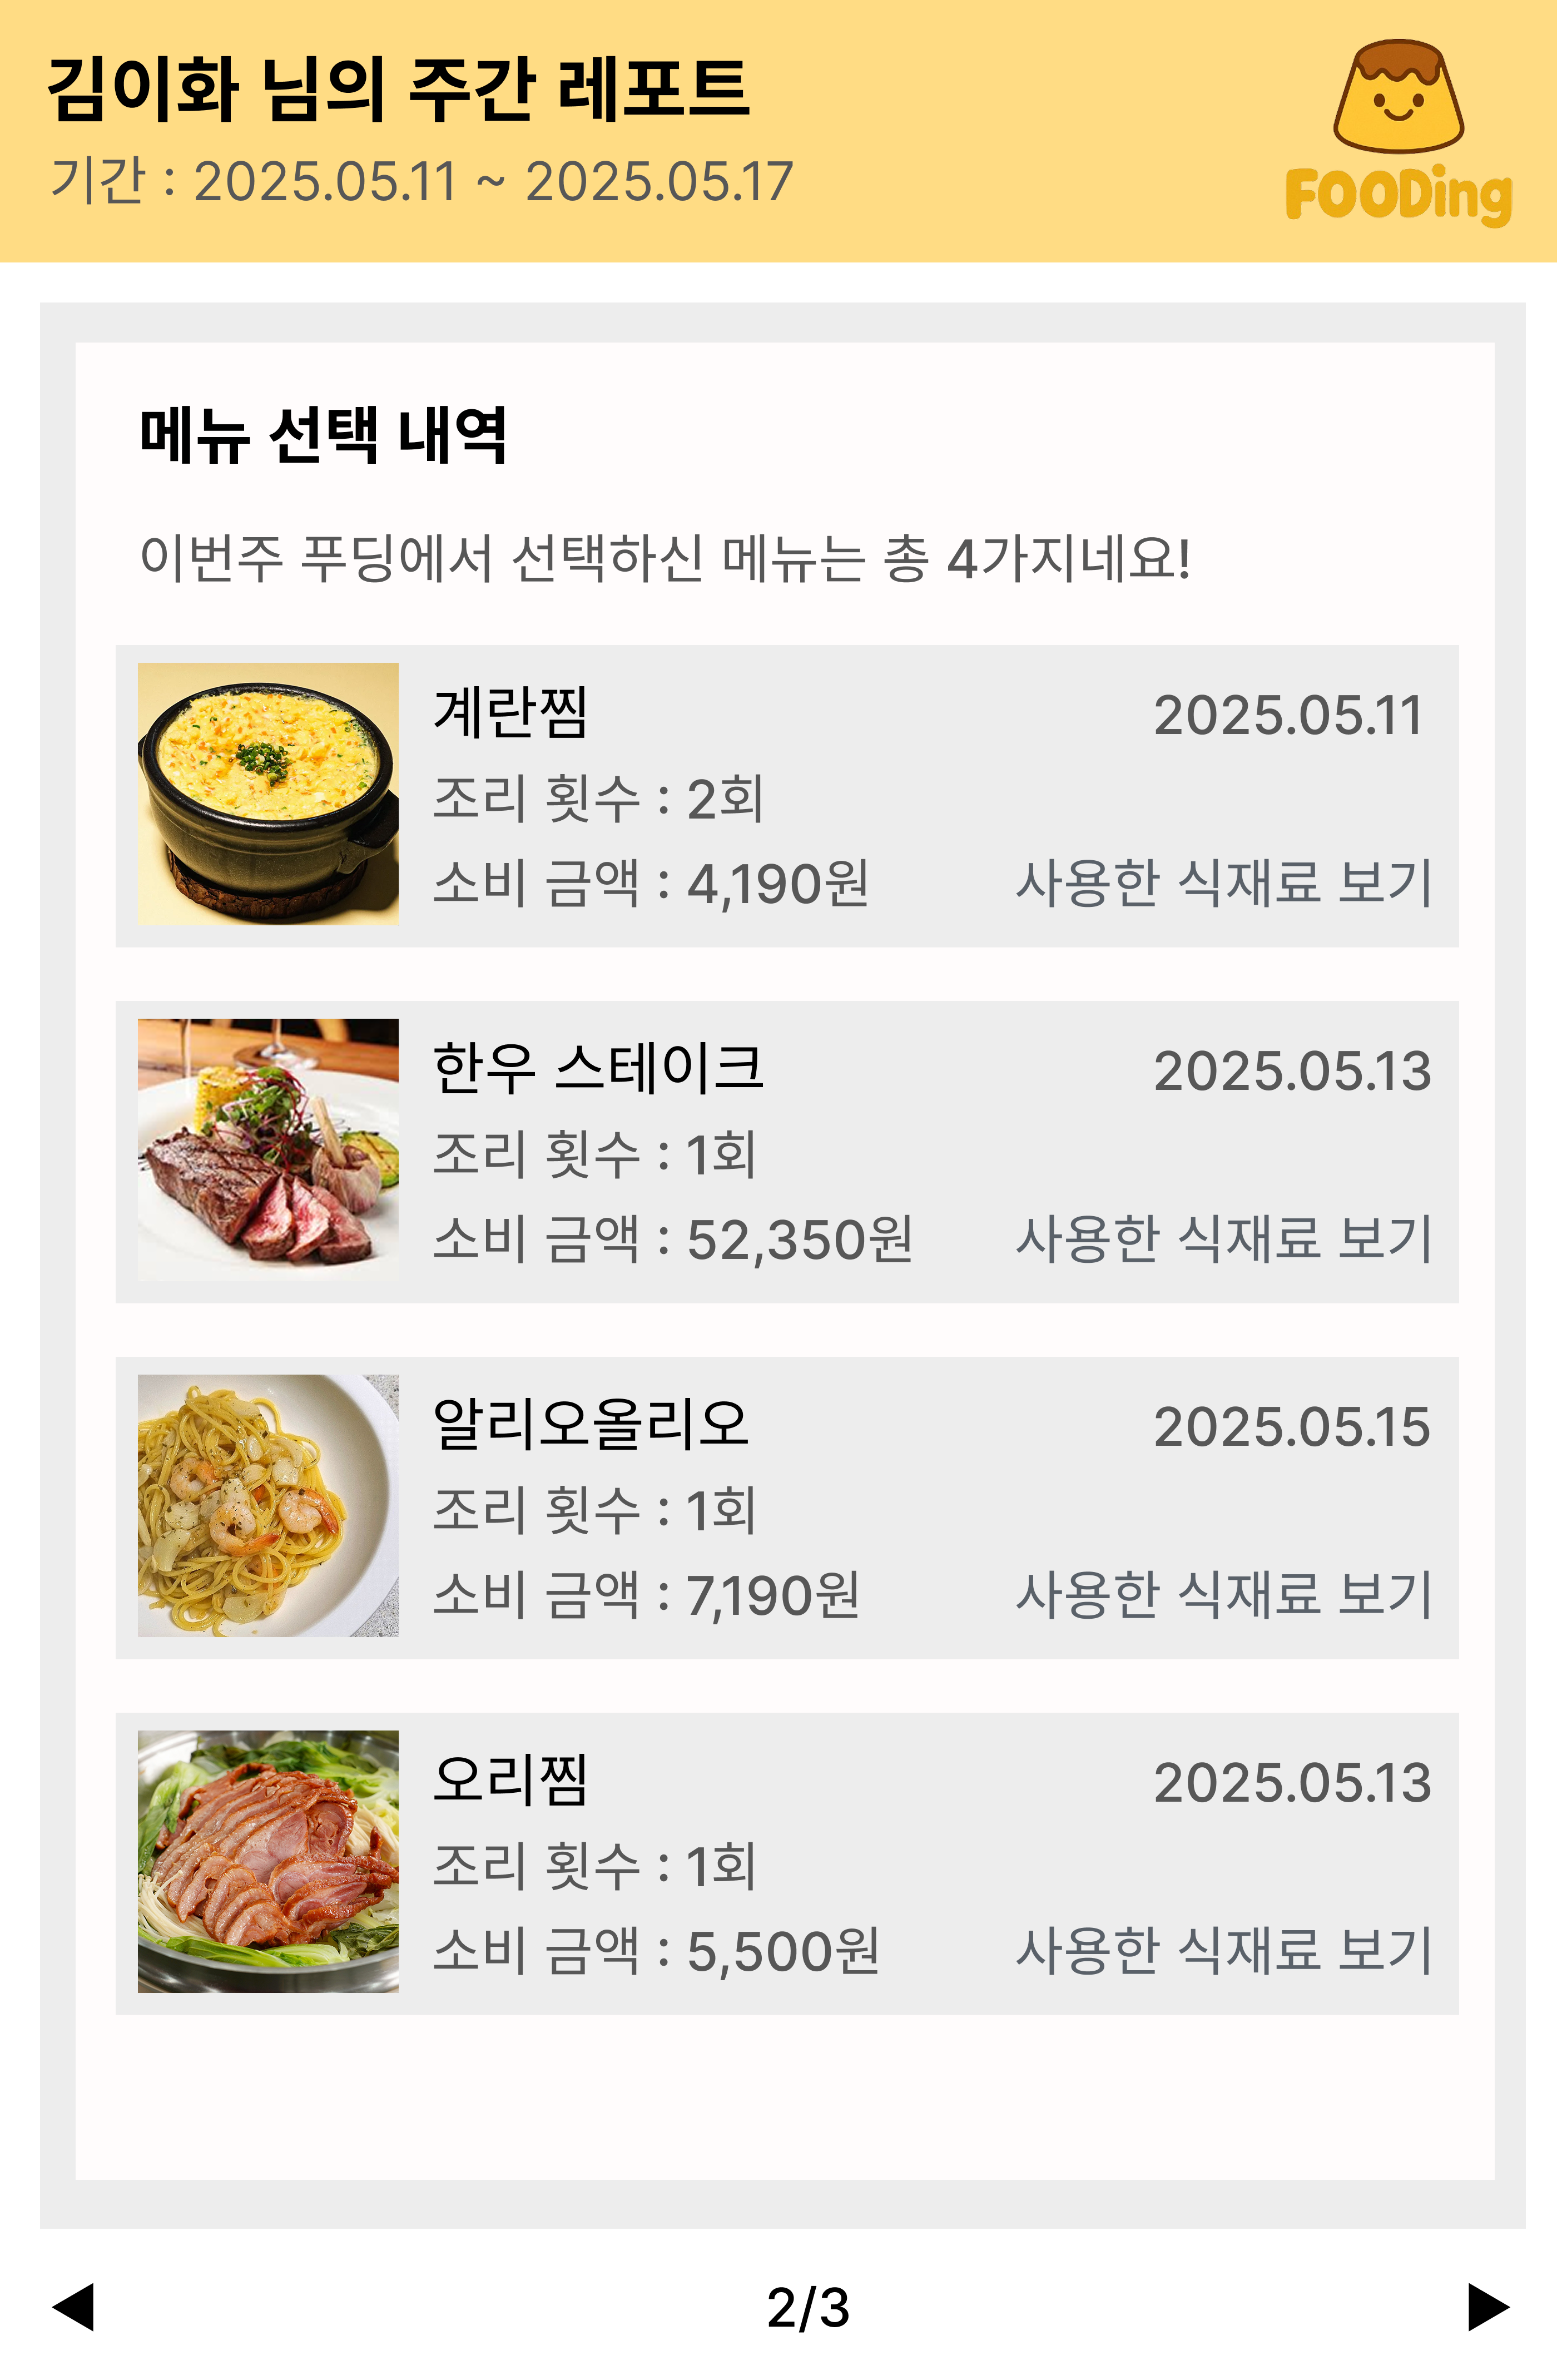 김이화 님의 주간 레포트
기간 : 2025.05.11 ~ 2025.05.17
FOODing
메뉴 선택 내역
이번주 푸딩에서 선택하신 메뉴는 총 4가지네요!
계란찜
2025.05.11
조리 횟수 : 2회
소비 금액 : 4,190원
사용한 식재료 보기
한우 스테이크
2025.05.13
조리 횟수 : 1회
소비 금액 : 52,350원
사용한 식재료 보기
알리오올리오
2025.05.15
조리 횟수 : 1회
소비 금액 : 7,190원
사용한 식재료 보기
오리찜
2025.05.13
조리 횟수 : 1회
소비 금액 : 5,500원
사용한 식재료 보기
2/3